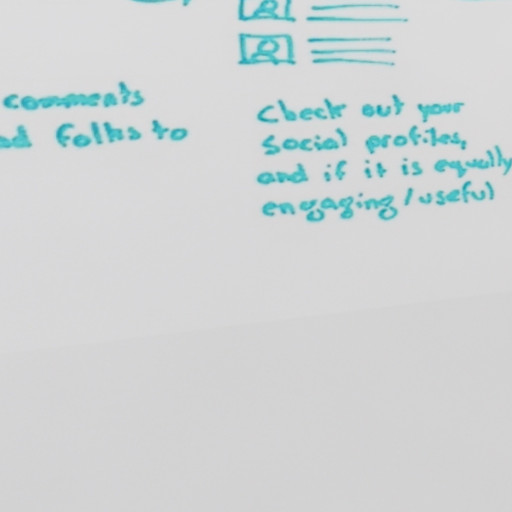 comments
folks to
Check out your
social profiles,
and if it is equally
engaging/useful